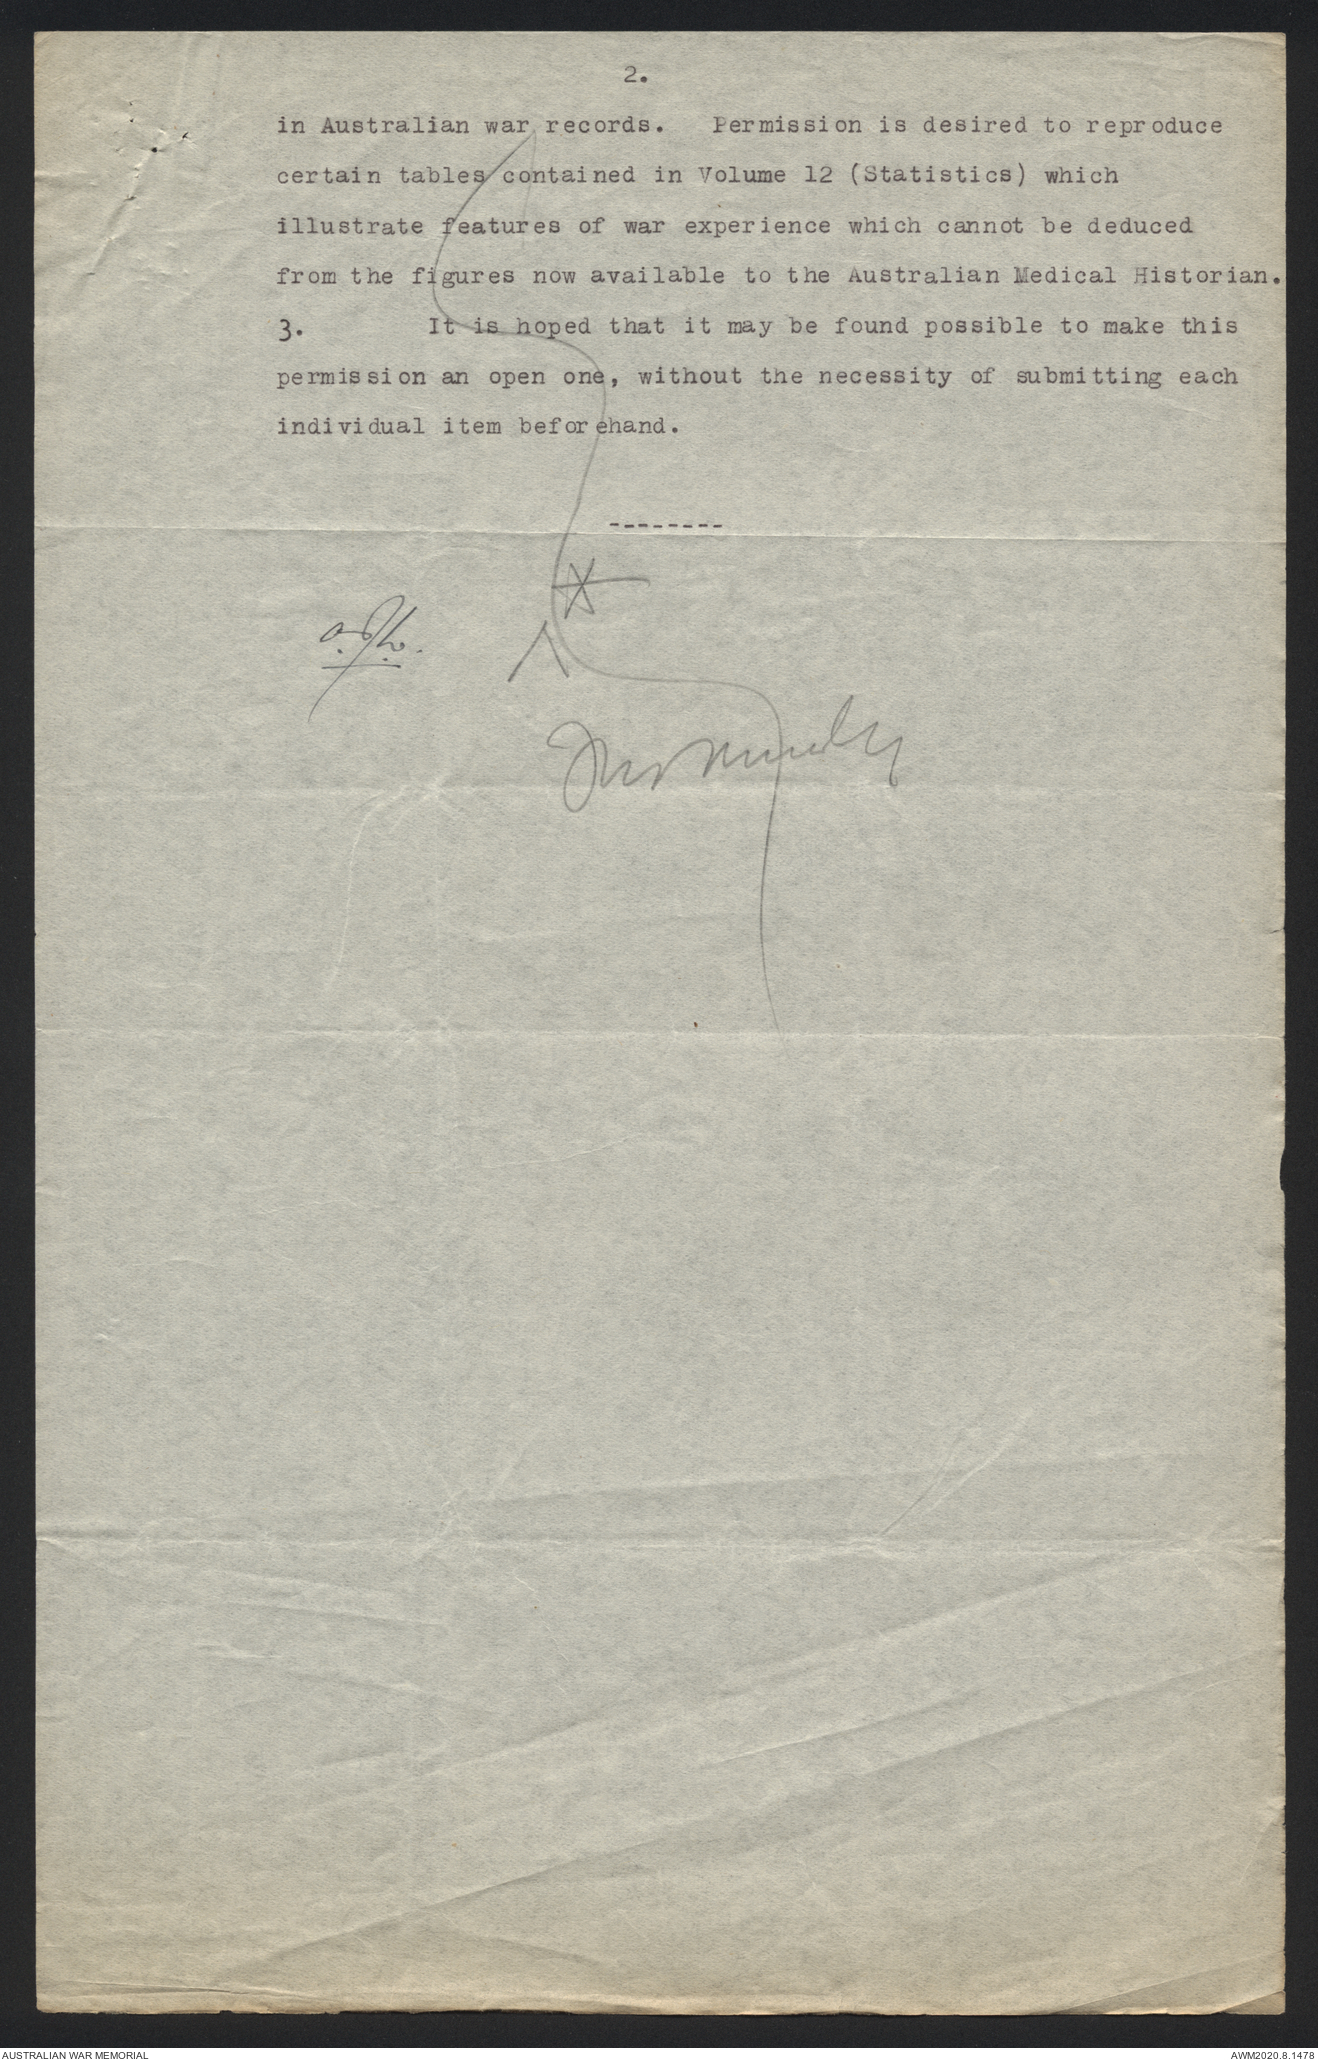 2.
in Australian war records. Permission is desired to reproduce
certain tables contained in Volume 12 (Statistics) which
illustrate features of war experience which cannot be deduced
from the figures now available to the Australian Medical Historian.
3. It is hoped that it may be found possible to make this
permission an open one, without the necessity of submitting each
individual item beforehand.
--------
AUSTRALIAN WAR MEMORIAL
AWM2020.8.1478